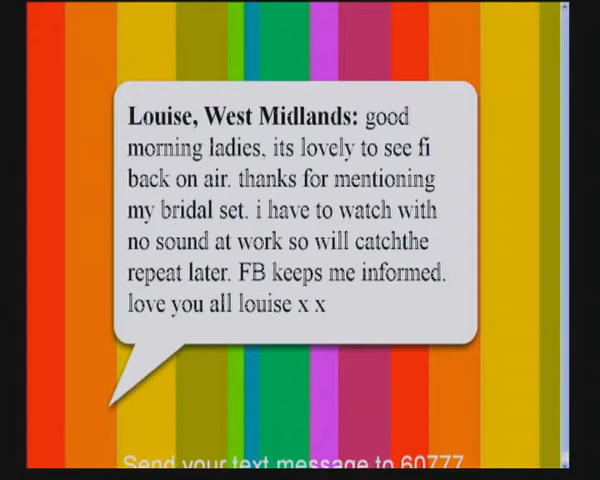 Louise, West Midlands: good
morning ladies, its lovely to see fi
back on air. thanks for mentioning
my bridal set. i have to watch with
no sound at work so will catchthe
repeat later. FB keeps me informed.
love you all louise x x
Send your text message to 60777